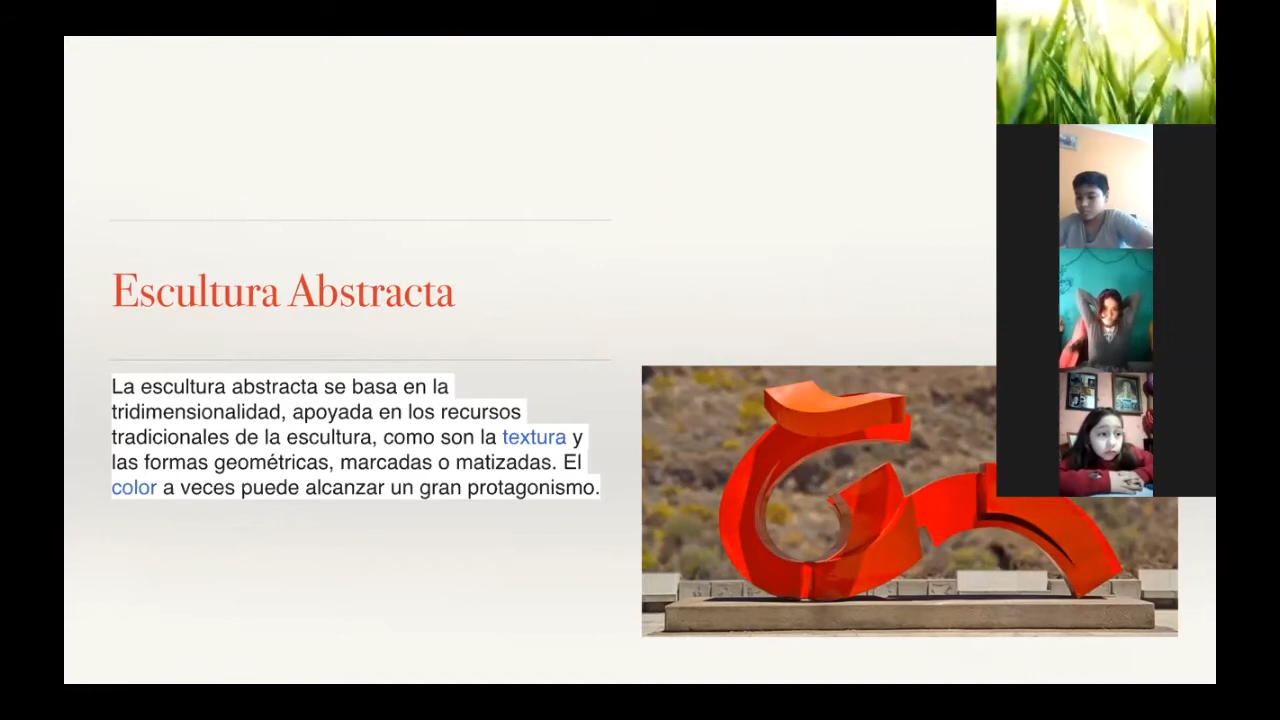 Escultura Abstracta
La escultura abstracta se basa en la
tridimensionalidad, apoyada en los recursos
tradicionales de la escultura, como son la textura y
las formas geométricas, marcadas o matizadas. El
color a veces puede alcanzar un gran protagonismo.